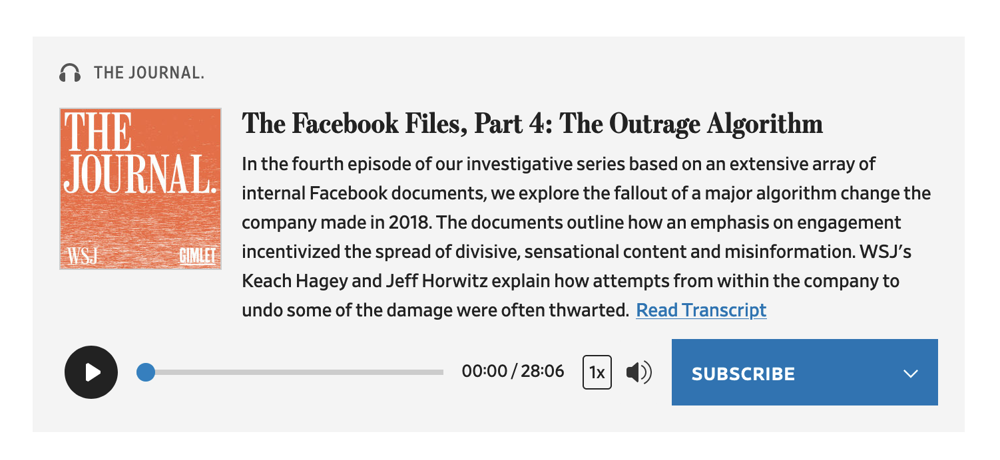 THE JOURNAL.
THE
JOURNAL.
WSJ
GIMLET
The Facebook Files, Part 4: The Outrage Algorithm
In the fourth episode of our investigative series based on an extensive array of
internal Facebook documents, we explore the fallout of a major algorithm change the
company made in 2018. The documents outline how an emphasis on engagement
incentivized the spread of divisive, sensational content and misinformation. WSJ’s
Keach Hagey and Jeff Horwitz explain how attempts from within the company to
undo some of the damage were often thwarted. Read Transcript
00:00 / 28:06
1x
SUBSCRIBE